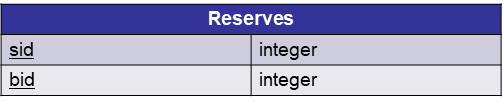 Reserves
sid integer
bid integer